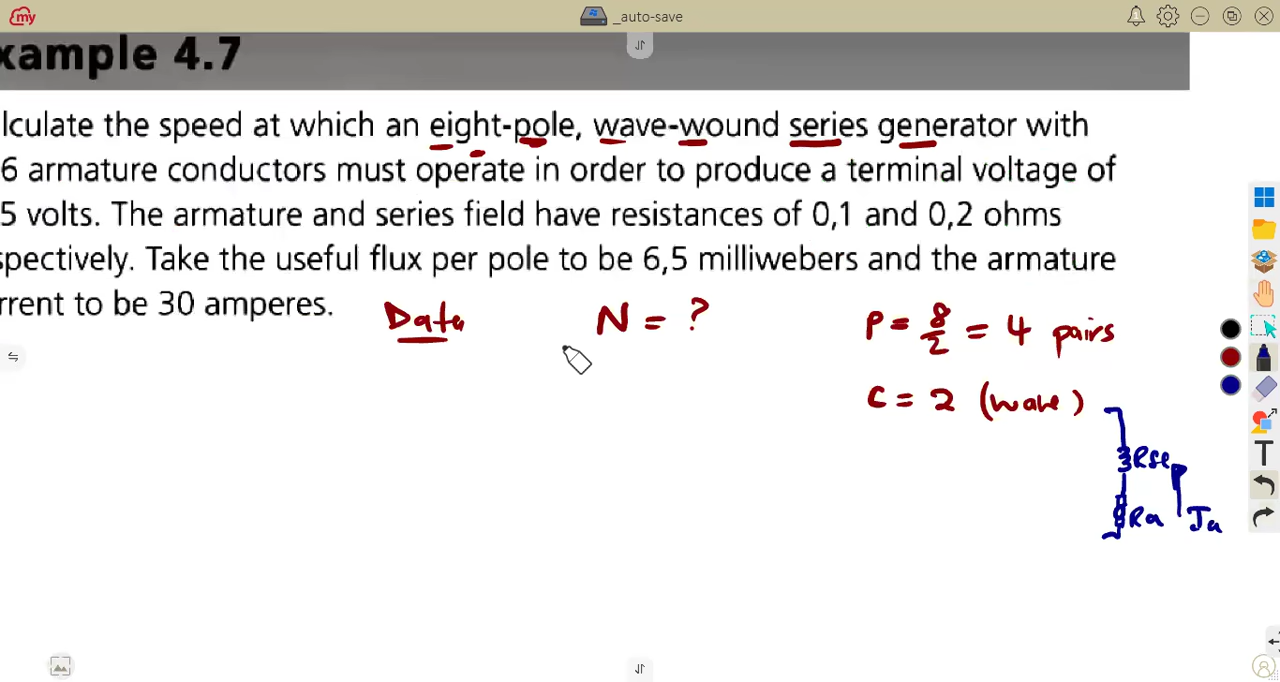 my
_auto-save
xample 4.7
lculate the speed at which an eight-pole, wave-wound series generator with
6 armature conductors must operate in order to produce a terminal voltage of
5 volts. The armature and series field have resistances of 0,1 and 0,2 ohms
spectively. Take the useful flux per pole to be 6,5 milliwebers and the armature
rrent to be 30 amperes.
Data N = ? P = 8/2 = 4 pairs
C = 2 (wave)
Rse
Ra Ia
T